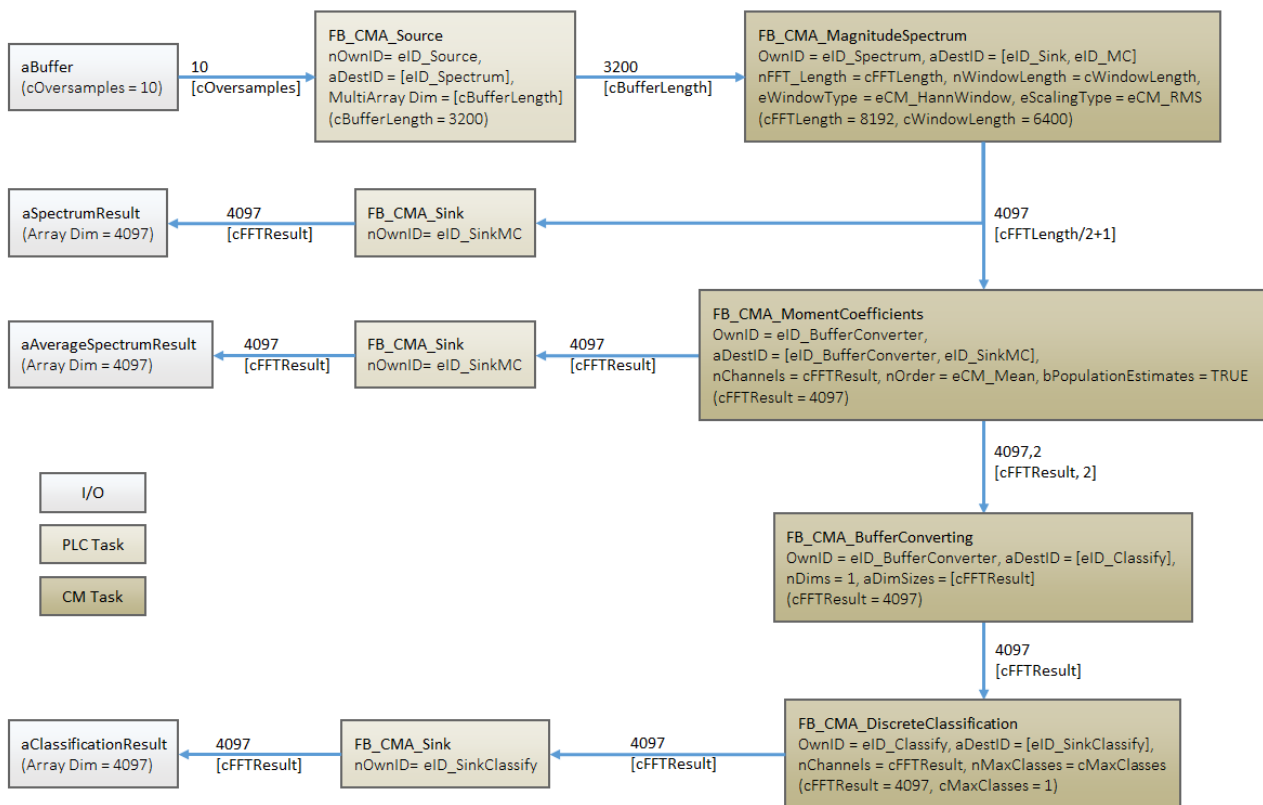 aBuffer
(cOversamples = 10)
10
[cOversamples]
FB_CMA_Source
nOwnID= eID_Source,
aDestID = [eID_Spectrum],
MultiArray Dim = [cBufferLength]
(cBufferLength = 3200)
3200
[cBufferLength]
FB_CMA_MagnitudeSpectrum
OwnID = eID_Spectrum, aDestID = [eID_Sink, eID_MC]
nFFT_Length = cFFTLength, nWindowLength = cWindowLength,
eWindowType = eCM_HannWindow, eScalingType = eCM_RMS
(cFFTLength = 8192, cWindowLength = 6400)
aSpectrumResult
(Array Dim = 4097)
4097
[cFFTResult]
FB_CMA_Sink
nOwnID= eID_SinkMC
4097
[cFFTLength/2+1]
aAverageSpectrumResult
(Array Dim = 4097)
4097
[cFFTResult]
FB_CMA_Sink
nOwnID= eID_SinkMC
4097
[cFFTResult]
FB_CMA_MomentCoefficients
OwnID = eID_BufferConverter,
aDestID = [eID_BufferConverter, eID_SinkMC],
nChannels = cFFTResult, nOrder = eCM_Mean, bPopulationEstimates = TRUE
(cFFTResult = 4097)
4097,2
[cFFTResult, 2]
I/O
PLC Task
CM Task
FB_CMA_BufferConverting
OwnID = eID_BufferConverter, aDestID = [eID_Classify],
nDims = 1, aDimSizes = [cFFTResult]
(cFFTResult = 4097)
4097
[cFFTResult]
aClassificationResult
(Array Dim = 4097)
4097
[cFFTResult]
FB_CMA_Sink
nOwnID= eID_SinkClassify
4097
[cFFTResult]
FB_CMA_DiscreteClassification
OwnID = eID_Classify, aDestID = [eID_SinkClassify],
nChannels = cFFTResult, nMaxClasses = cMaxClasses
(cFFTResult = 4097, cMaxClasses = 1)